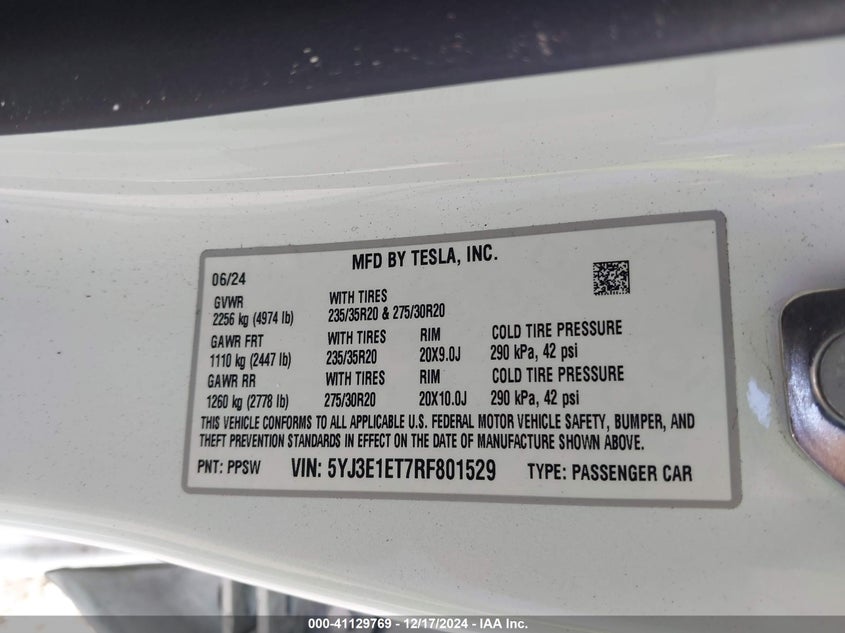 MFD BY TESLA, INC.
06/24
GVWR WITH TIRES
2256 kg (4974 lb) 235/35R20 & 275/30R20
GAWR FRT WITH TIRES RIM COLD TIRE PRESSURE
1110 kg (2447 lb) 235/35R20 20X9.0J 290 kPa, 42 psi
GAWR RR WITH TIRES RIM COLD TIRE PRESSURE
1260 kg (2778 lb) 275/30R20 20X10.0J 290 kPa, 42 psi
THIS VEHICLE CONFORMS TO ALL APPLICABLE U.S. FEDERAL MOTOR VEHICLE SAFETY, BUMPER, AND
THEFT PREVENTION STANDARDS IN EFFECT ON THE DATE OF MANUFACTURE SHOWN ABOVE.
PNT: PPSW VIN: 5YJ3E1ET7RF801529 TYPE: PASSENGER CAR
000-41129769 - 12/17/2024 - IAA Inc.